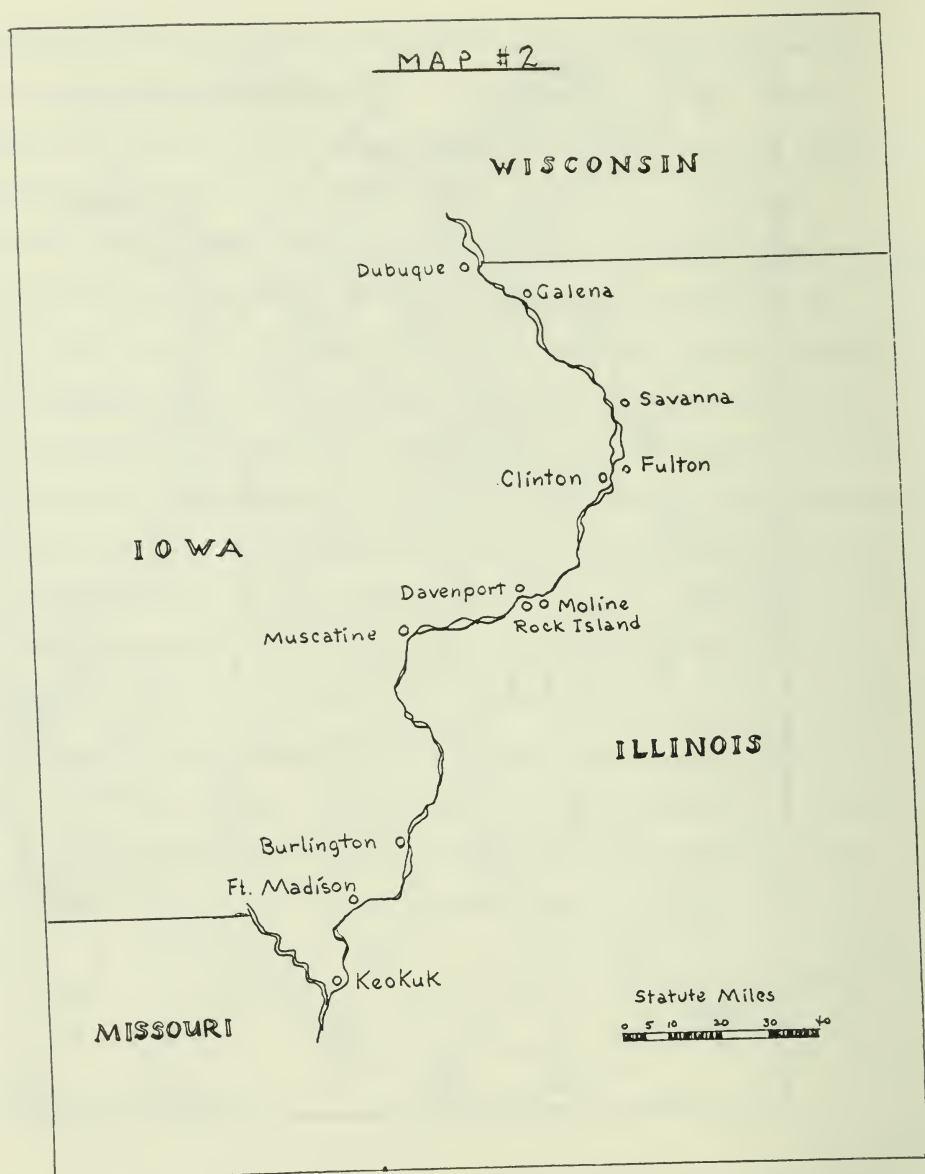 MAP #2
WISCONSIN
Dubuque
Galena
Savanna
Fulton
Clinton
IOWA
Davenport
Moline
Rock Island
Muscatine
ILLINOIS
Burlington
Ft. Madison
KeoKuK
Statute Miles
0 5 10 20 30 40
MISSOURI